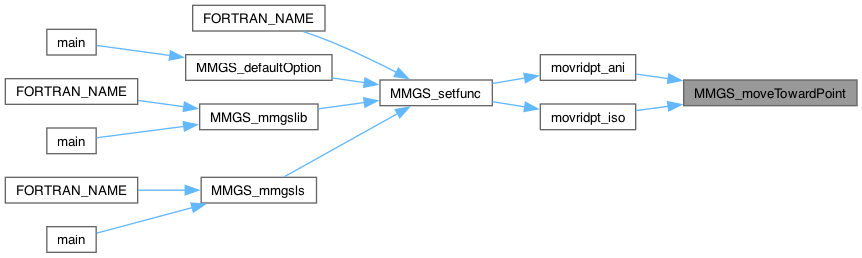 FORTRAN_NAME
main
MMGS_defaultOption
movridpt_ani
FORTRAN_NAME
MMGS_setfunc
MMGS_moveTowardPoint
MMGS_mmgslib
movridpt_iso
main
FORTRAN_NAME
MMGS_mmgsls
main